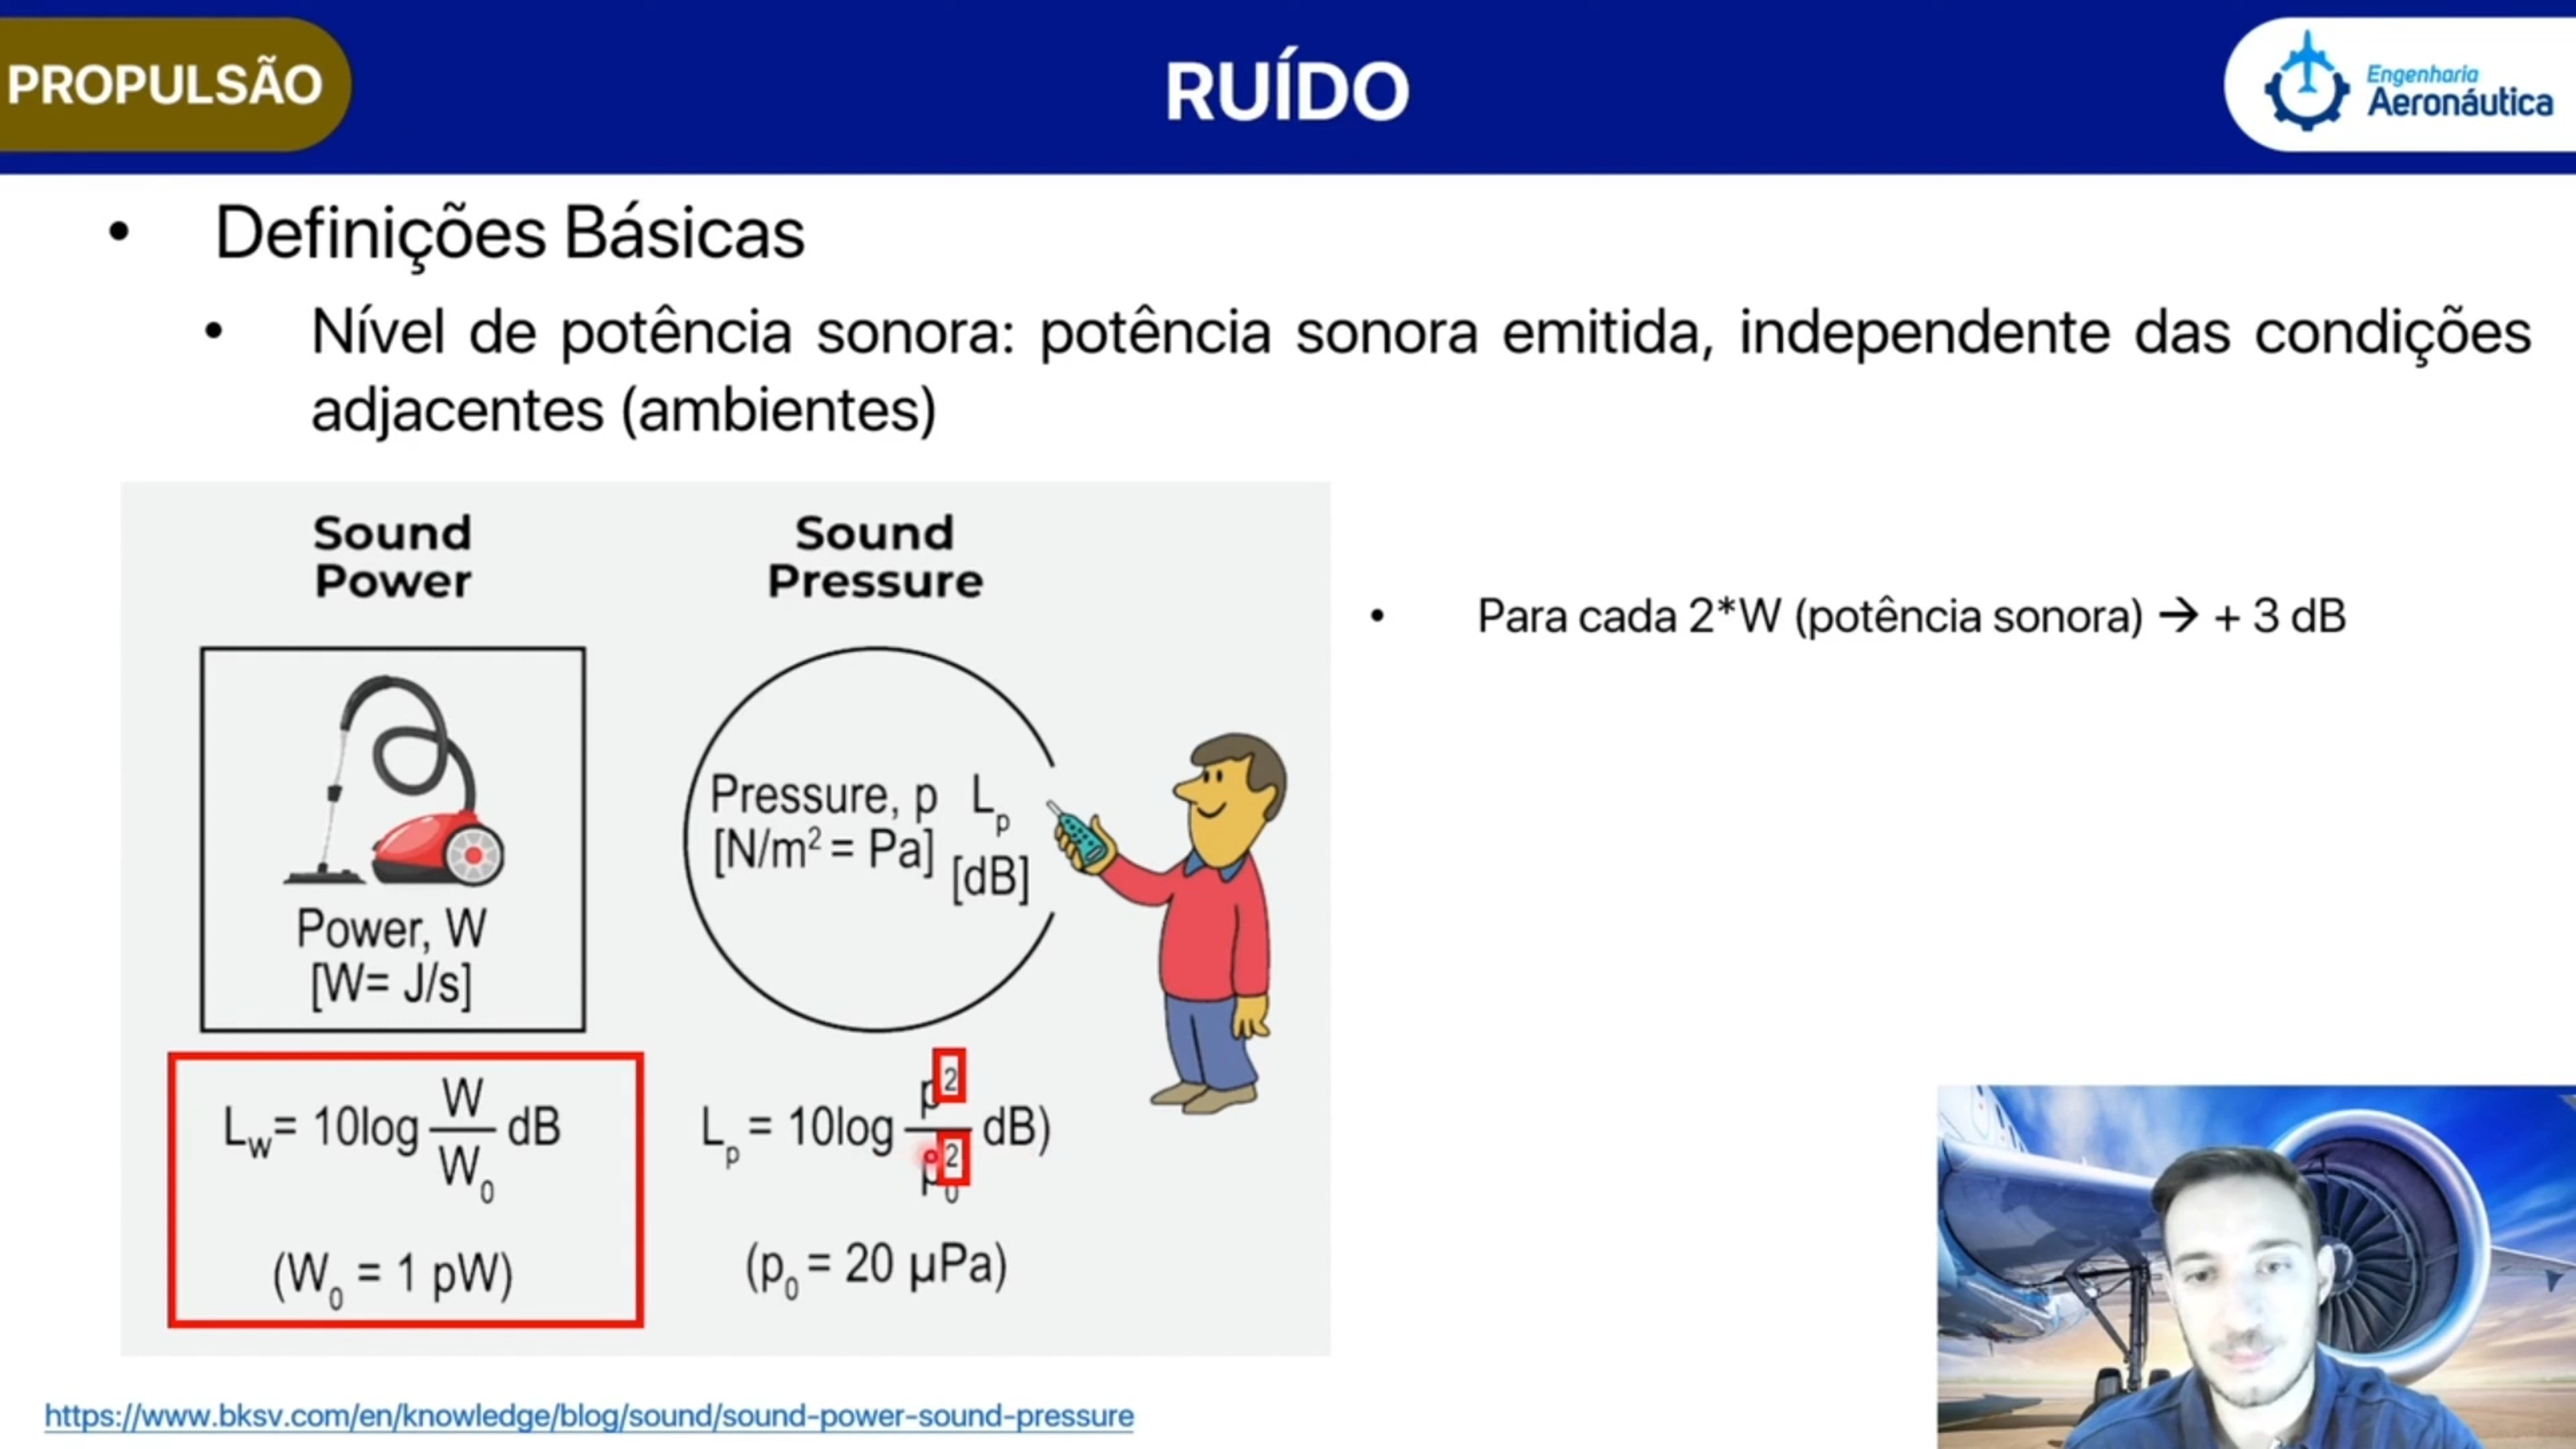 PROPULSÃO
RUÍDO
Engenharia
Aeronáutica
• Definições Básicas
• Nível de potência sonora: potência sonora emitida, independente das condições
adjacentes (ambientes)
Sound
Power
Power, W
[W= J/s]
L_W = 10log W/W_0 dB
(W_0 = 1 pW)
Sound
Pressure
Pressure, p
[N/m² = Pa]
L_p
[dB]
L_p = 10log p²/p_0² dB)
(p_0 = 20 µPa)
• Para cada 2*W (potência sonora) → + 3 dB
https://www.bksv.com/en/knowledge/blog/sound/sound-power-sound-pressure